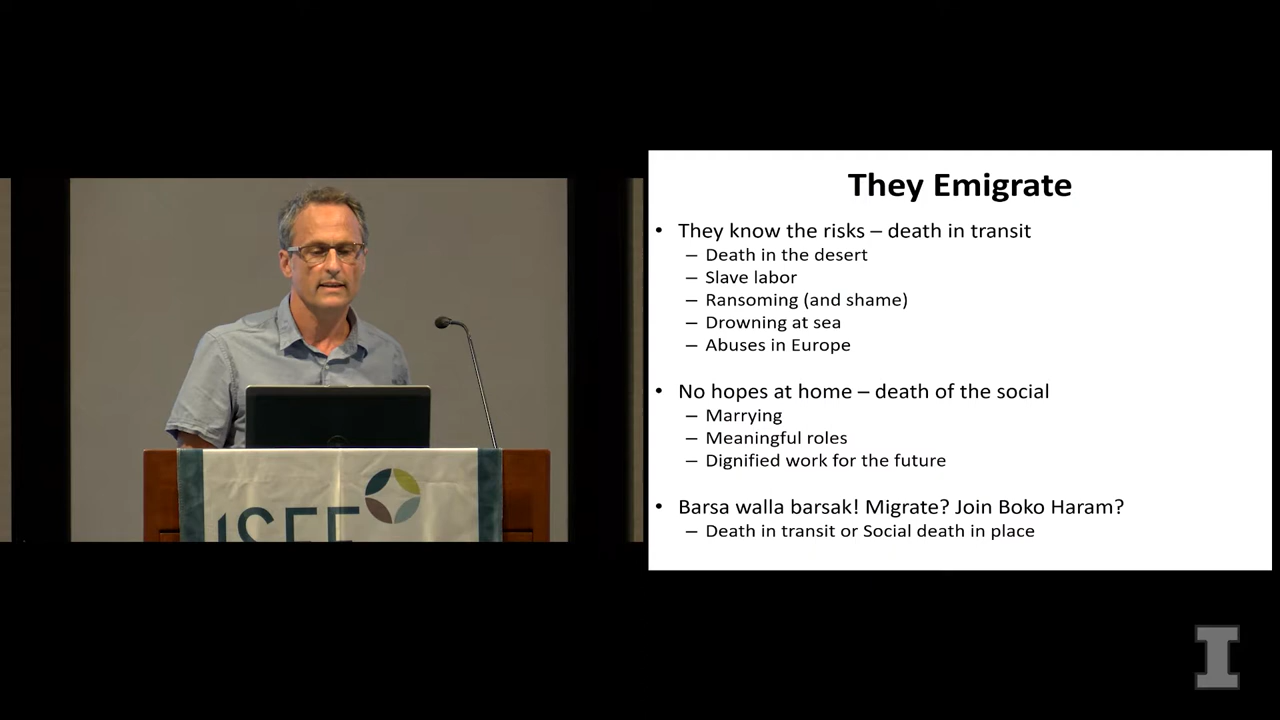 They Emigrate
• They know the risks – death in transit
– Death in the desert
– Slave labor
– Ransoming (and shame)
– Drowning at sea
– Abuses in Europe
• No hopes at home – death of the social
– Marrying
– Meaningful roles
– Dignified work for the future
• Barsa walla barsak! Migrate? Join Boko Haram?
– Death in transit or Social death in place
I